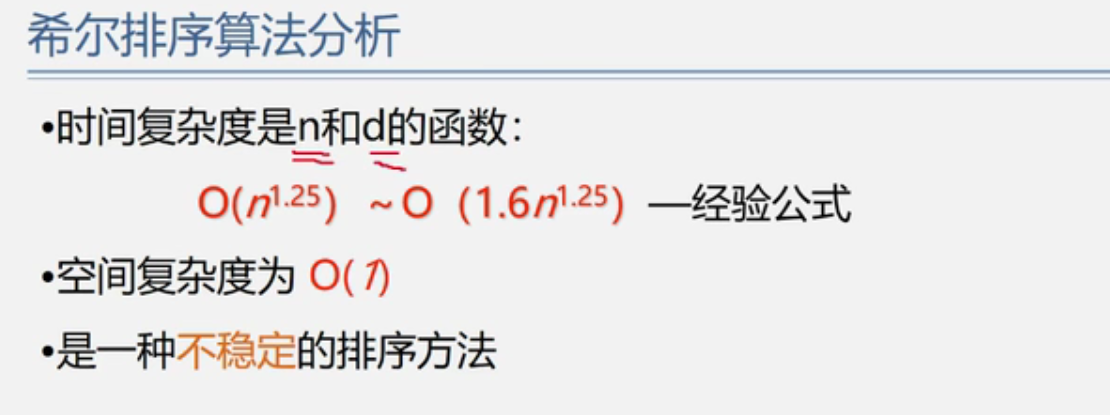 希尔排序算法分析
•时间复杂度是n和d的函数:
O(n^1.25) ~O (1.6n^1.25) —经验公式
•空间复杂度为 O(1)
•是一种不稳定的排序方法